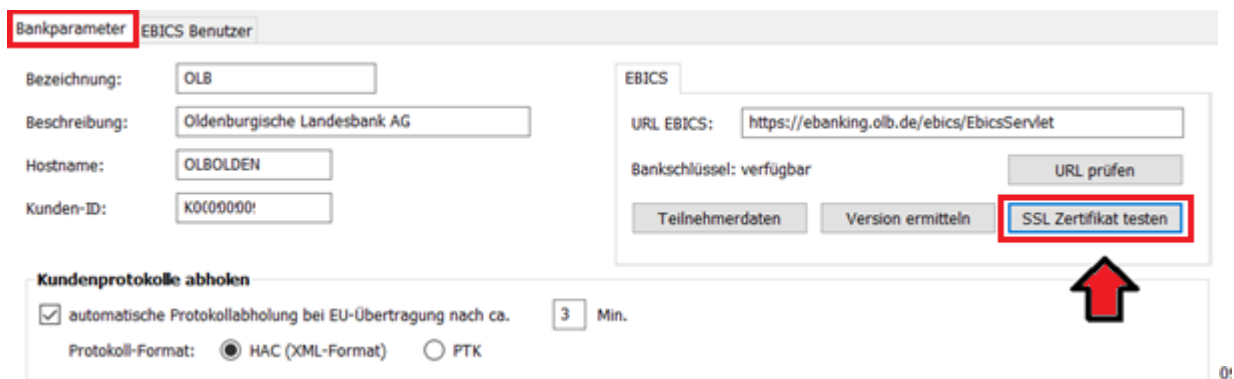 Bankparameter EBICS Benutzer
Bezeichnung: OLB
Beschreibung: Oldenburgische Landesbank AG
Hostname: OLBOLDEN
Kunden-ID:
EBICS
URL EBICS: https://ebanking.olb.de/ebics/EbicsServlet
Bankschlüssel: verfügbar
URL prüfen
Teilnehmerdaten Version ermitteln SSL Zertifikat testen
Kundenprotokolle abholen
automatische Protokollabholung bei EU-Übertragung nach ca. 3 Min.
Protokoll-Format: HAC (XML-Format) PTK